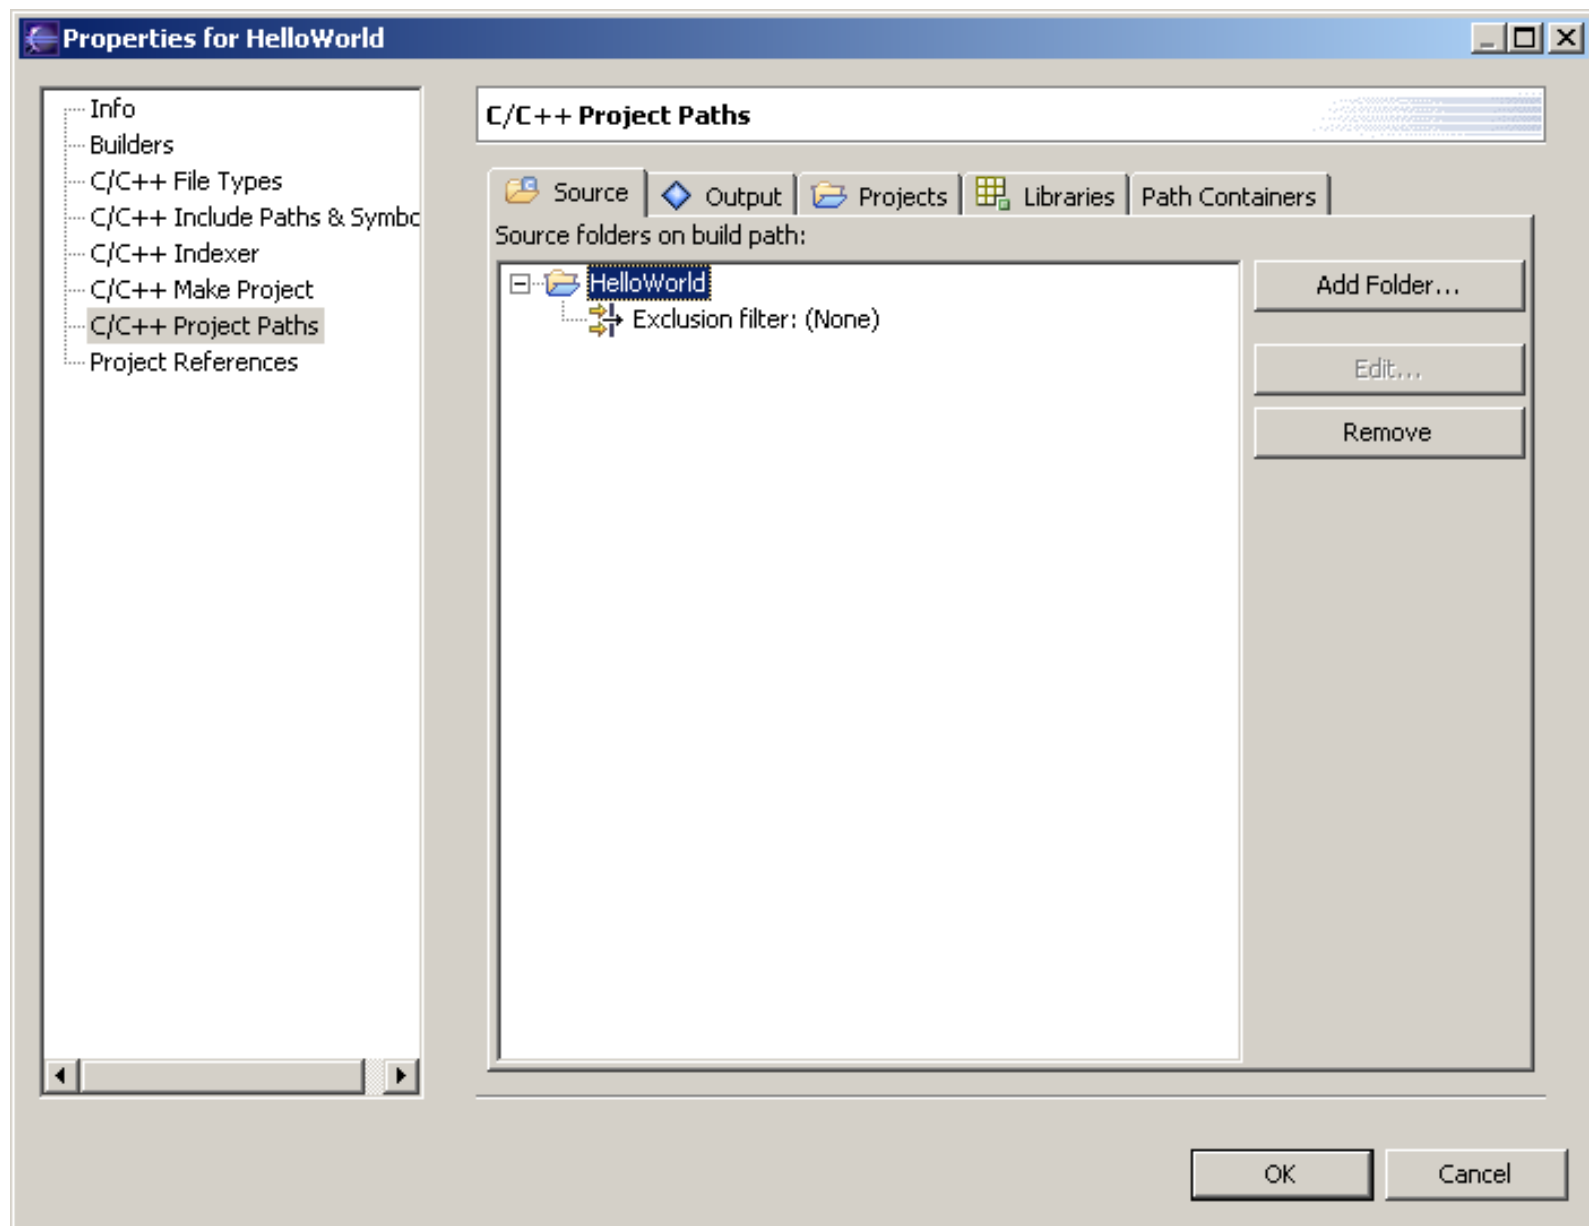 Properties for HelloWorld
Info
Builders
C/C++ File Types
C/C++ Include Paths & Symbo
C/C++ Indexer
C/C++ Make Project
C/C++ Project Paths
Project References
C/C++ Project Paths
Source Output Projects Libraries Path Containers
Source folders on build path:
HelloWorld
Exclusion filter: (None)
Add Folder...
Edit...
Remove
OK Cancel